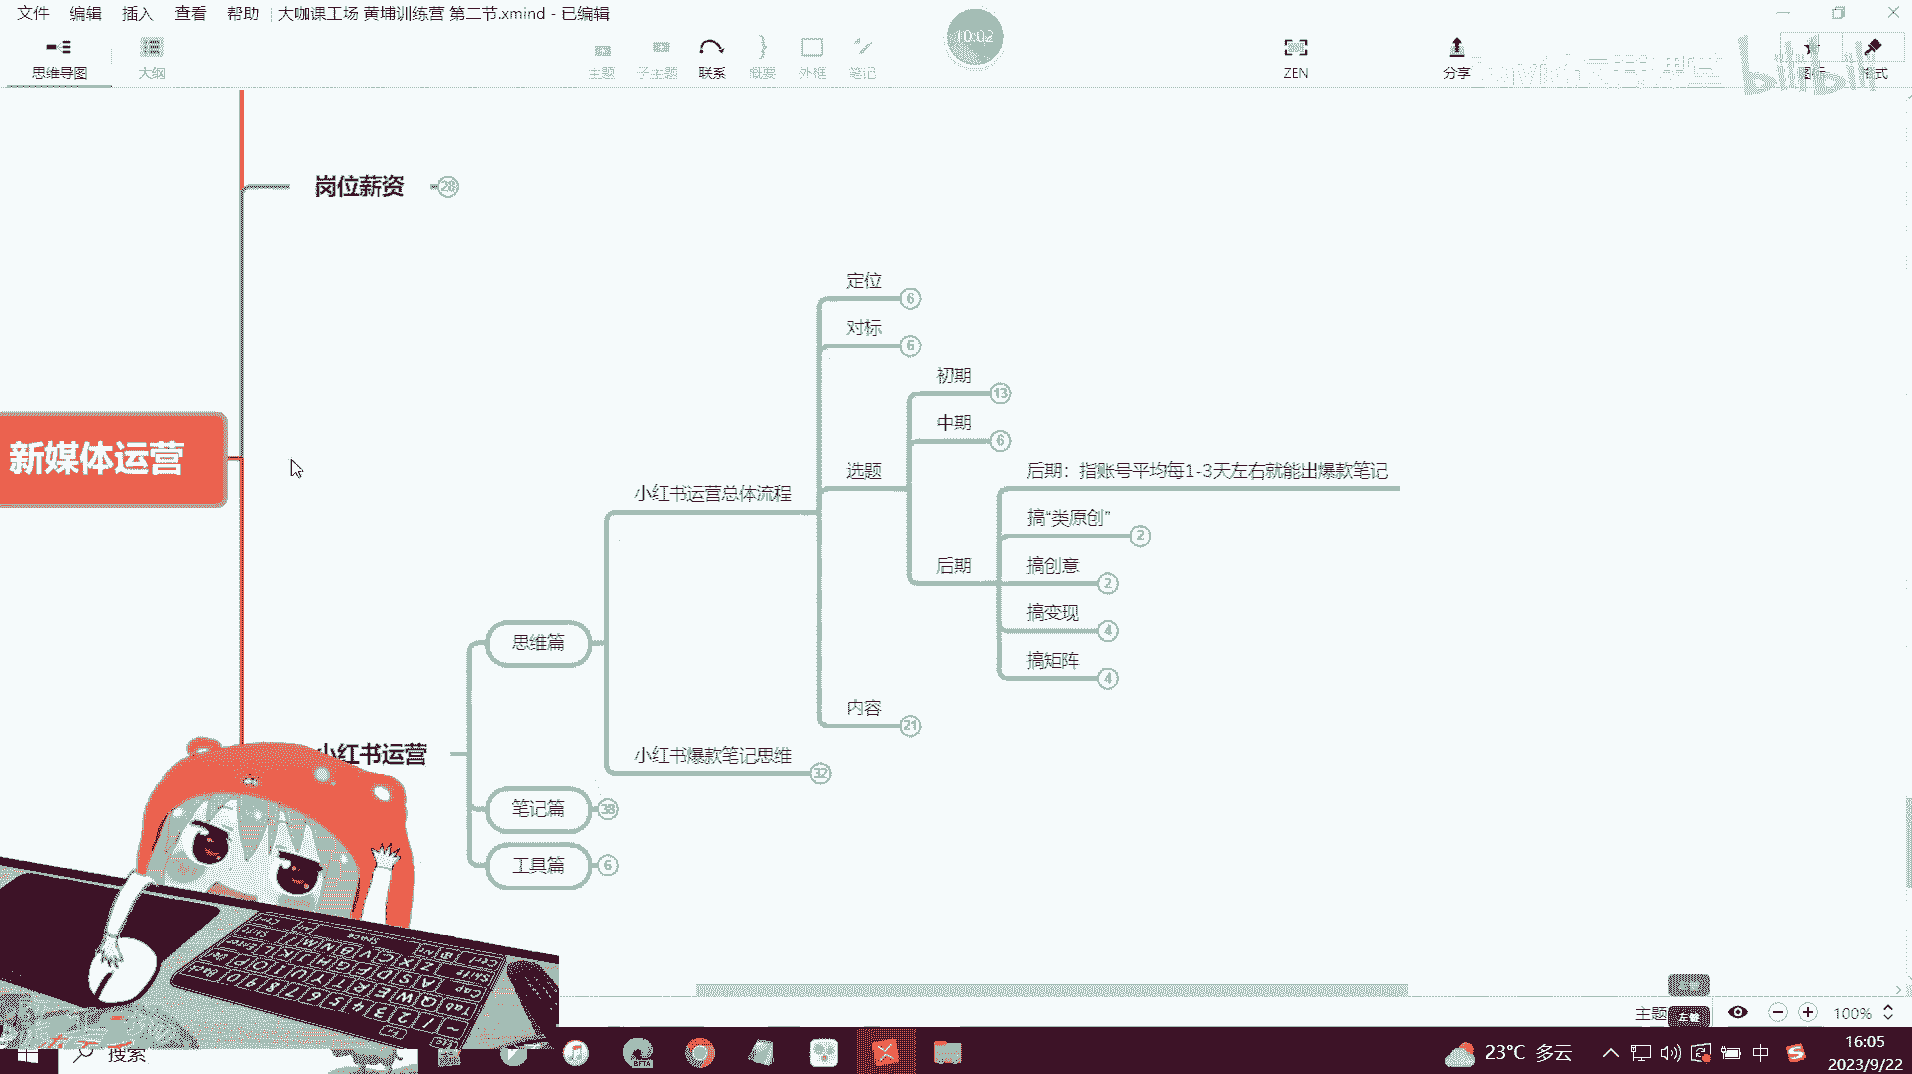 文件 编辑 插入 查看 帮助 大咖课工场 黄埔训练营 第二节.xmind - 已编辑
思维导图 大纲 主题 子主题 联系 概要 外框 笔记 10:02 ZEN 分享
bilibili
岗位薪资 28
新媒体运营
小红书运营
思维篇
笔记篇 38
工具篇 6
小红书运营总体流程
小红书爆款笔记思维 32
定位 6
对标 6
选题
内容 21
初期 13
中期 6
后期
后期：指账号平均每1-3天左右就能出爆款笔记
搞“类原创” 2
搞创意 2
搞变现 4
搞矩阵 4
主题
左键
100%
搜索
BETA
23°C 多云
中
16:05
2023/9/22